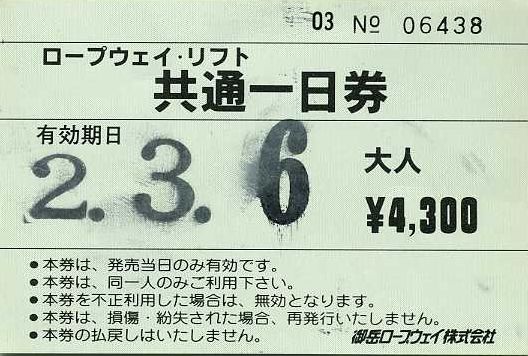 03 № 06438
ロープウェイ・リフト
共通一日券
有効期日
2. 3. 6
大人
¥4,300
●本券は、発売当日のみ有効です。
●本券は、同一人のみご利用下さい。
●本券を不正利用した場合は、無効となります。
●本券は、損傷・紛失された場合、再発行いたしません。
●本券の払戻しはいたしません。
御岳ロープウェイ株式会社